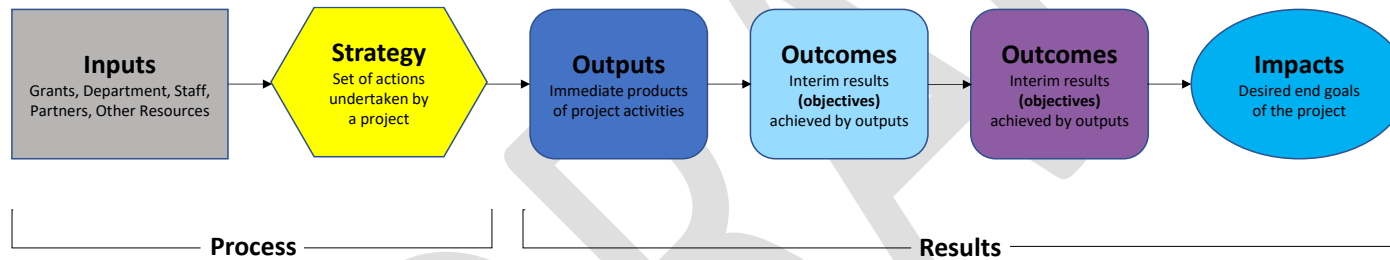 Inputs
Grants, Department, Staff,
Partners, Other Resources
Strategy
Set of actions
undertaken by
a project
Outputs
Immediate products
of project activities
Outcomes
Interim results
(objectives)
achieved by outputs
Outcomes
Interim results
(objectives)
achieved by outputs
Impacts
Desired end goals
of the project
Process
Results